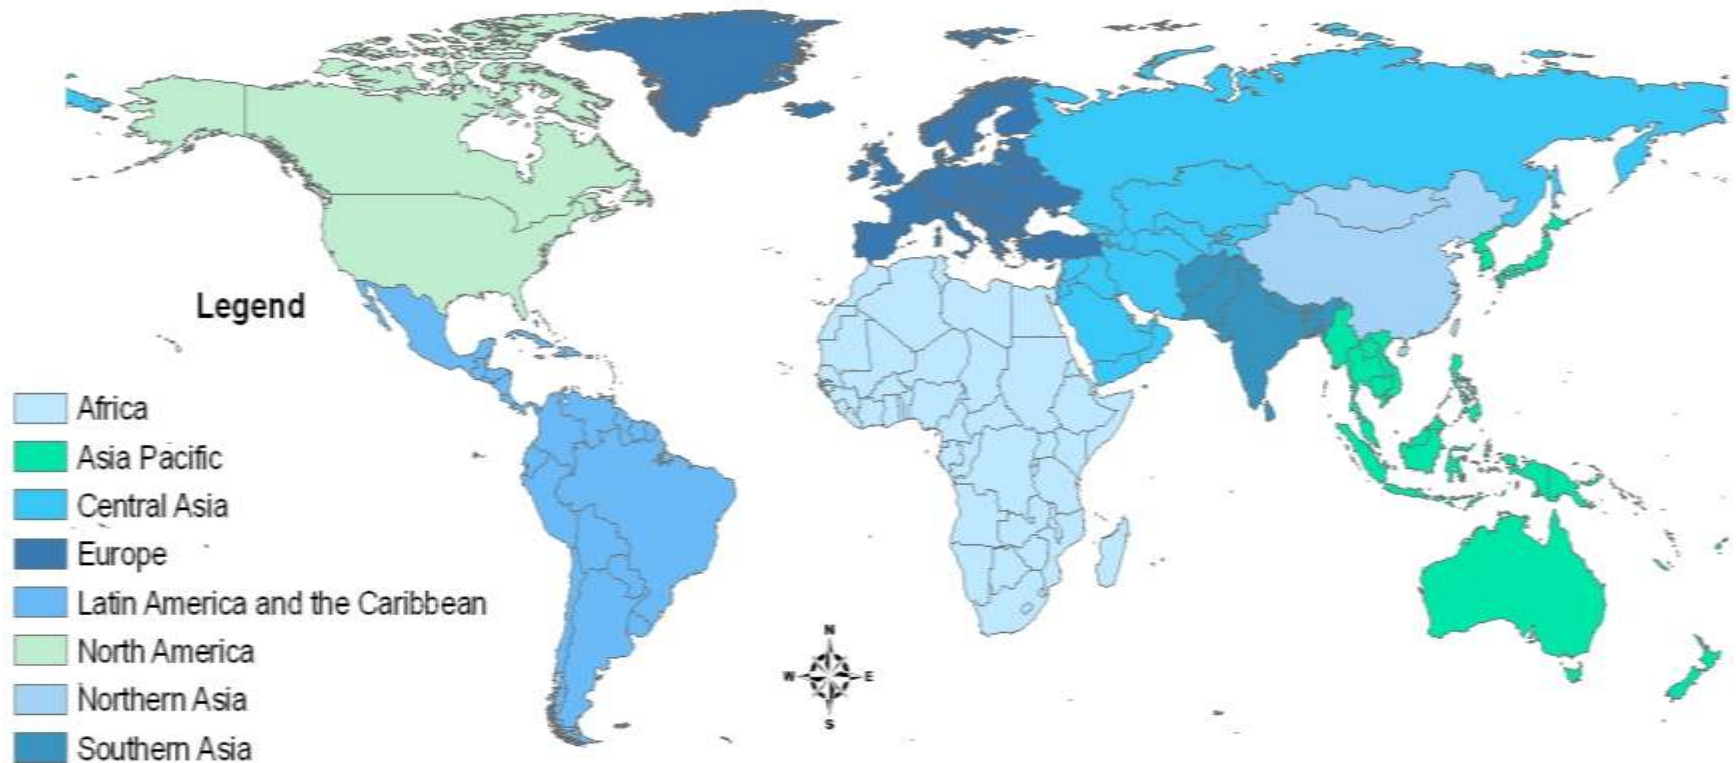 Legend
Africa
Asia Pacific
Central Asia
Europe
Latin America and the Caribbean
North America
Northern Asia
Southern Asia
N
W E
S